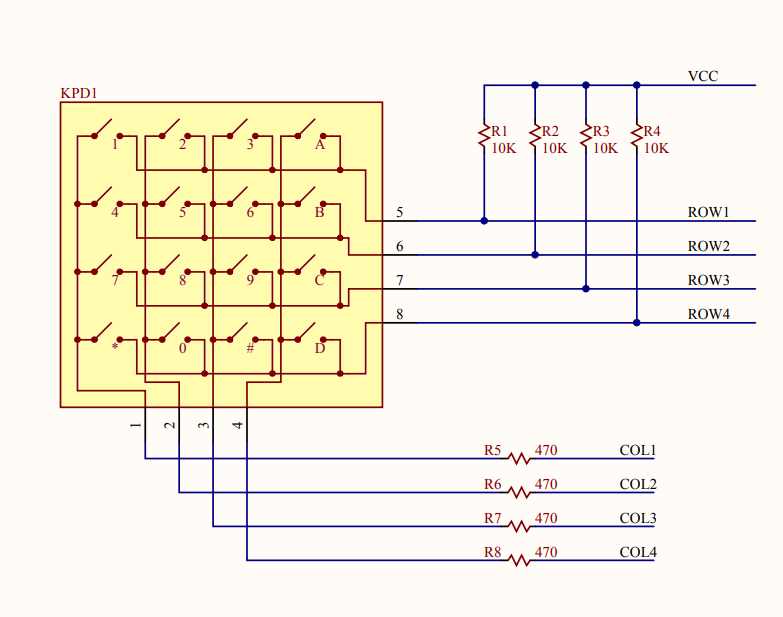 VCC
KPD1
R1 R2 R3 R4
10K 10K 10K 10K
1 2 3 A
4 5 6 B
7 8 9 C
* 0 # D
5 ROW1
6 ROW2
7 ROW3
8 ROW4
1 2 3 4
R5 470 COL1
R6 470 COL2
R7 470 COL3
R8 470 COL4